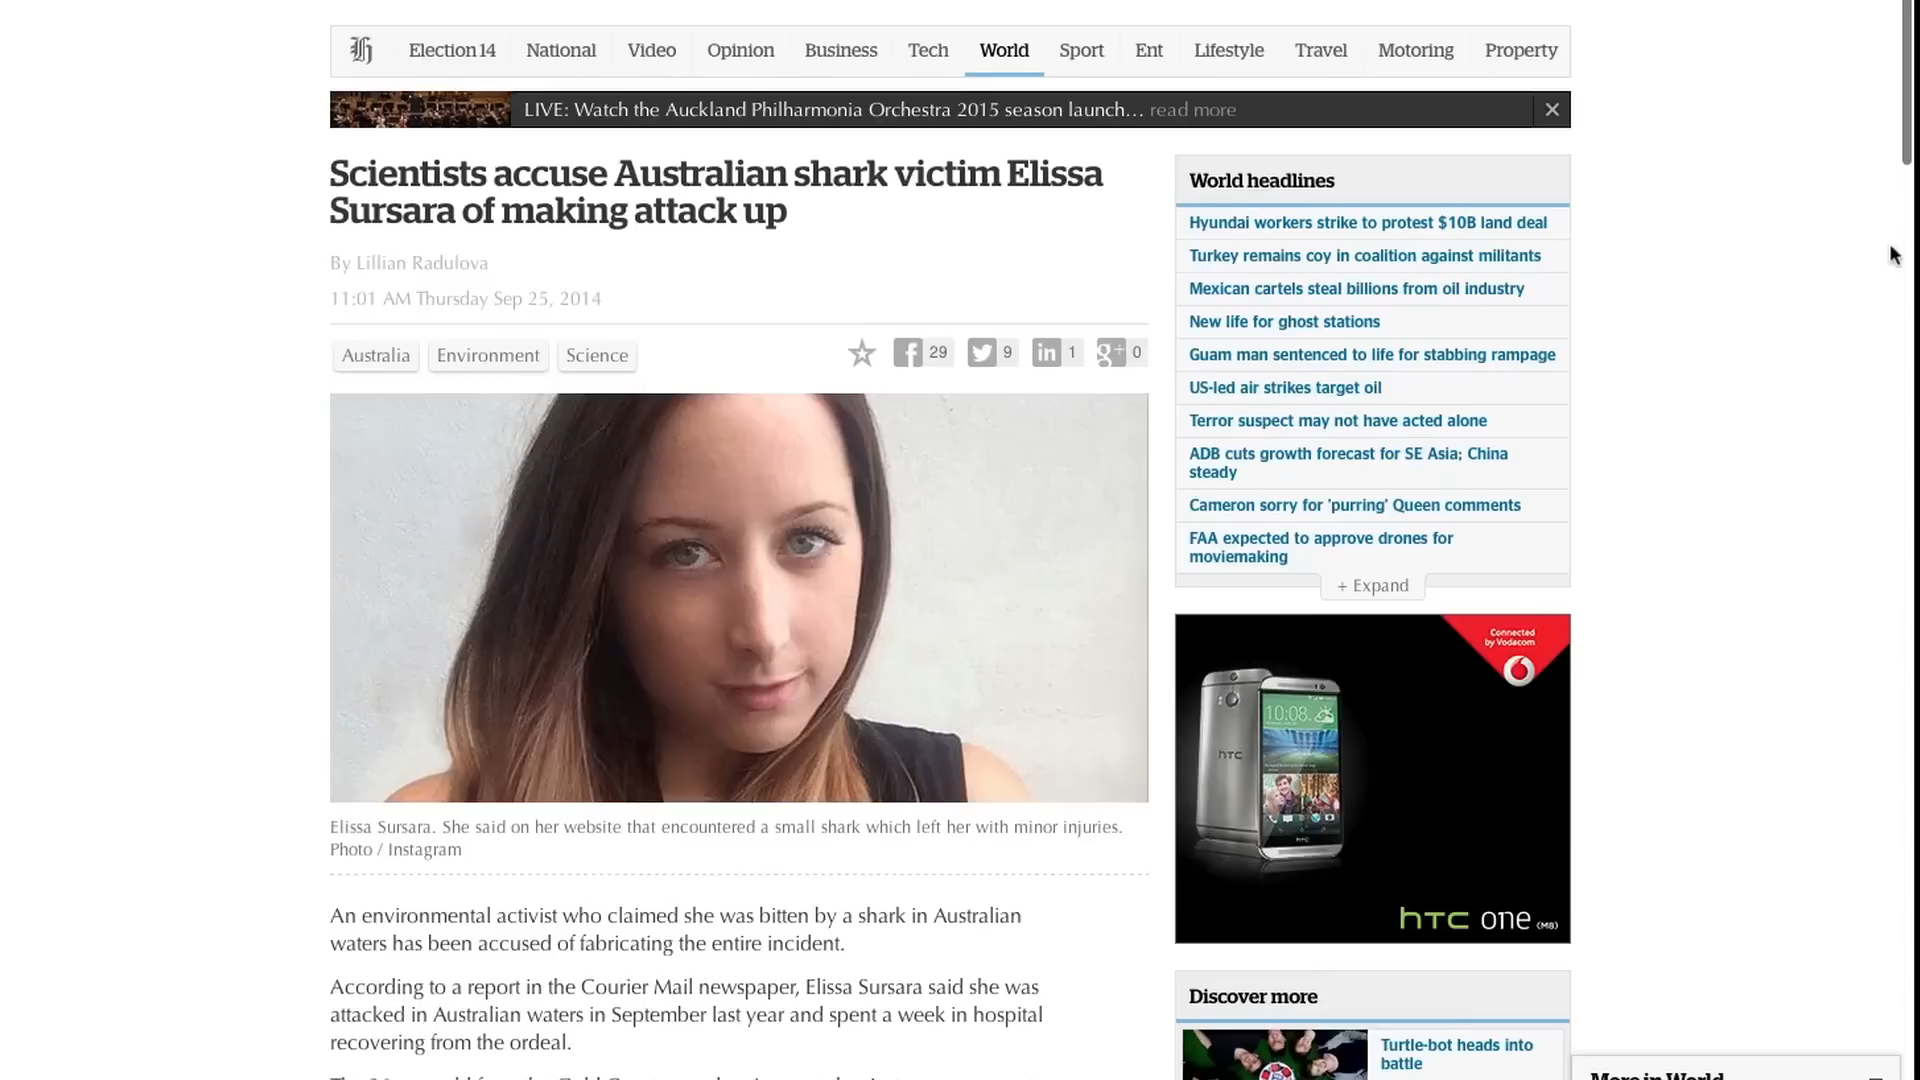 Election14 National Video Opinion Business Tech World Sport Ent Lifestyle Travel Motoring Property
LIVE: Watch the Auckland Philharmonia Orchestra 2015 season launch... read more
Scientists accuse Australian shark victim Elissa
Sursara of making attack up
By Lillian Radulova
11:01 AM Thursday Sep 25, 2014
Australia Environment Science
29 9 1 0
Elissa Sursara. She said on her website that encountered a small shark which left her with minor injuries.
Photo / Instagram
An environmental activist who claimed she was bitten by a shark in Australian
waters has been accused of fabricating the entire incident.
According to a report in the Courier Mail newspaper, Elissa Sursara said she was
attacked in Australian waters in September last year and spent a week in hospital
recovering from the ordeal.
World headlines
Hyundai workers strike to protest $10B land deal
Turkey remains coy in coalition against militants
Mexican cartels steal billions from oil industry
New life for ghost stations
Guam man sentenced to life for stabbing rampage
US-led air strikes target oil
Terror suspect may not have acted alone
ADB cuts growth forecast for SE Asia; China
steady
Cameron sorry for 'purring' Queen comments
FAA expected to approve drones for
moviemaking
+ Expand
Connected
by Vodacom
10:08
hTC
hTC one (M8)
Discover more
Turtle-bot heads into
battle
More in World